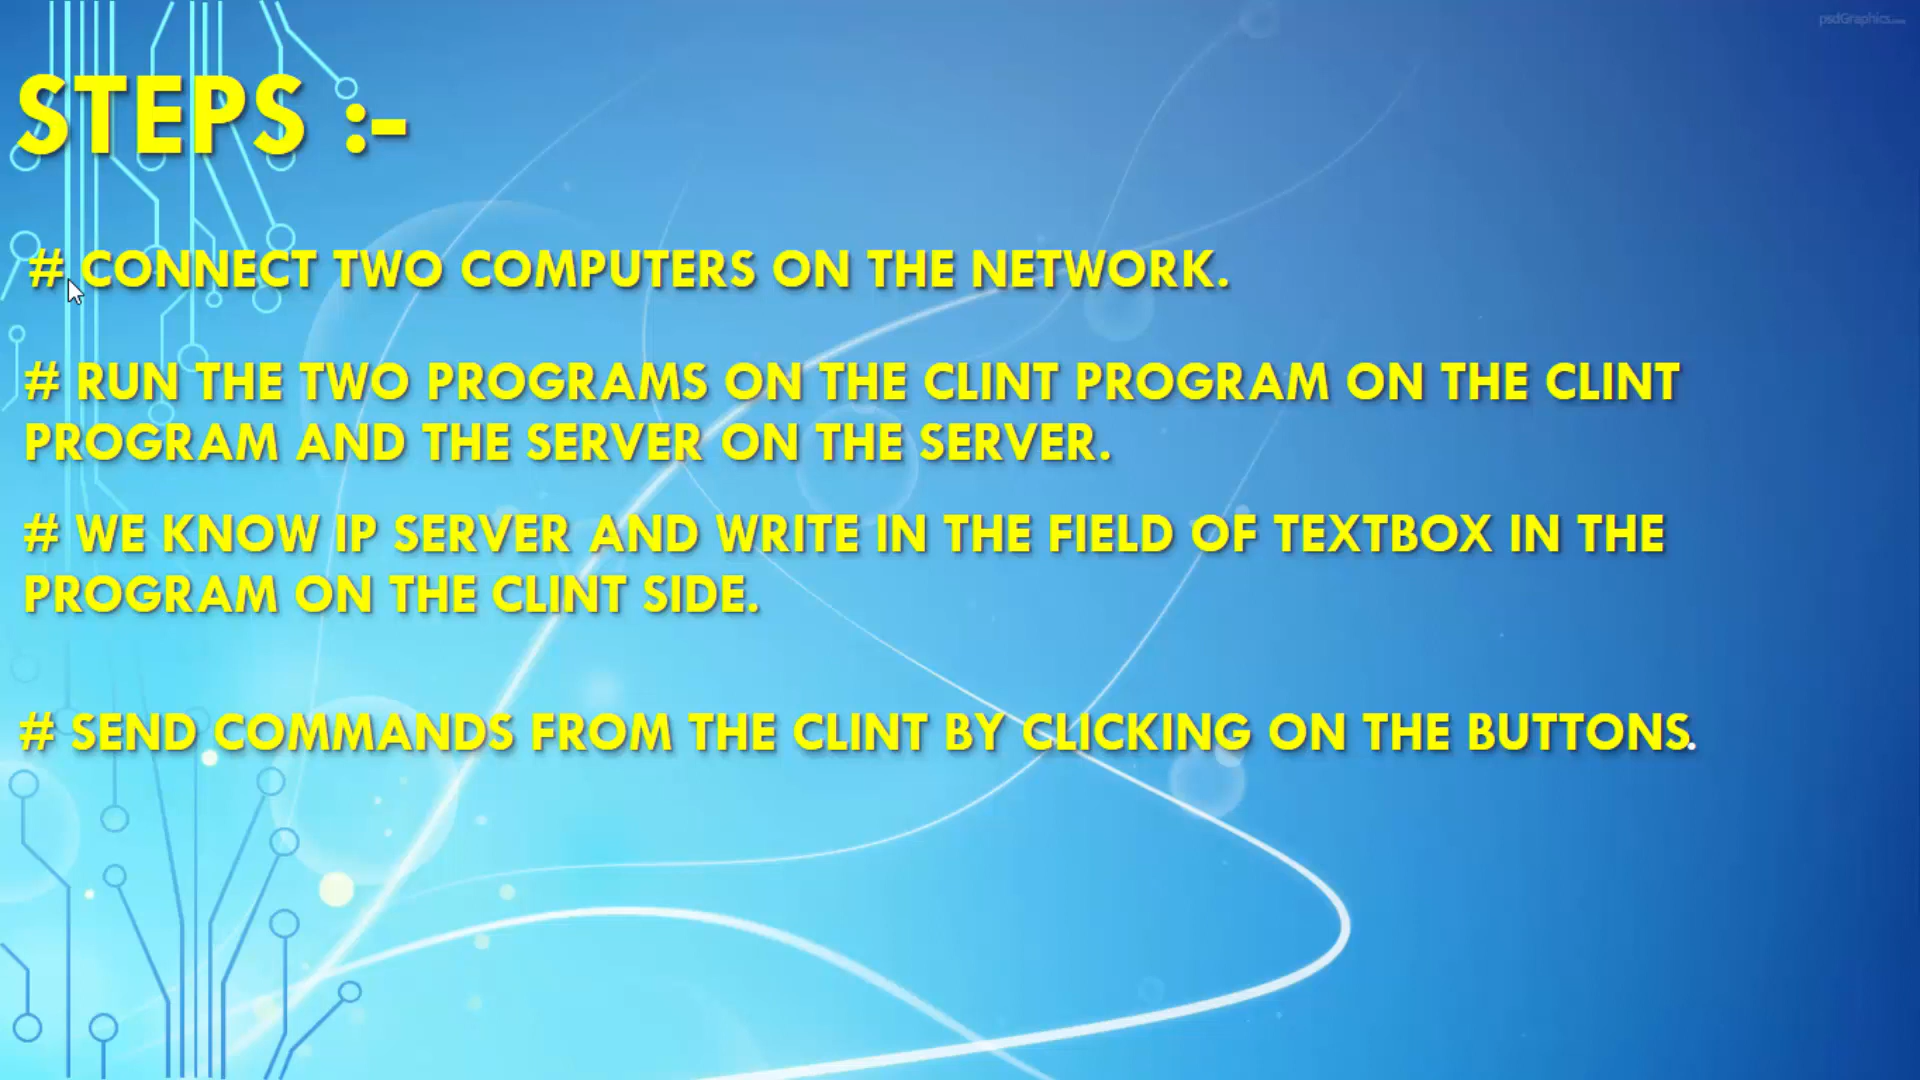 psdGraphics.com
STEPS :-
# CONNECT TWO COMPUTERS ON THE NETWORK.
# RUN THE TWO PROGRAMS ON THE CLINT PROGRAM ON THE CLINT
PROGRAM AND THE SERVER ON THE SERVER.
# WE KNOW IP SERVER AND WRITE IN THE FIELD OF TEXTBOX IN THE
PROGRAM ON THE CLINT SIDE.
# SEND COMMANDS FROM THE CLINT BY CLICKING ON THE BUTTONS.